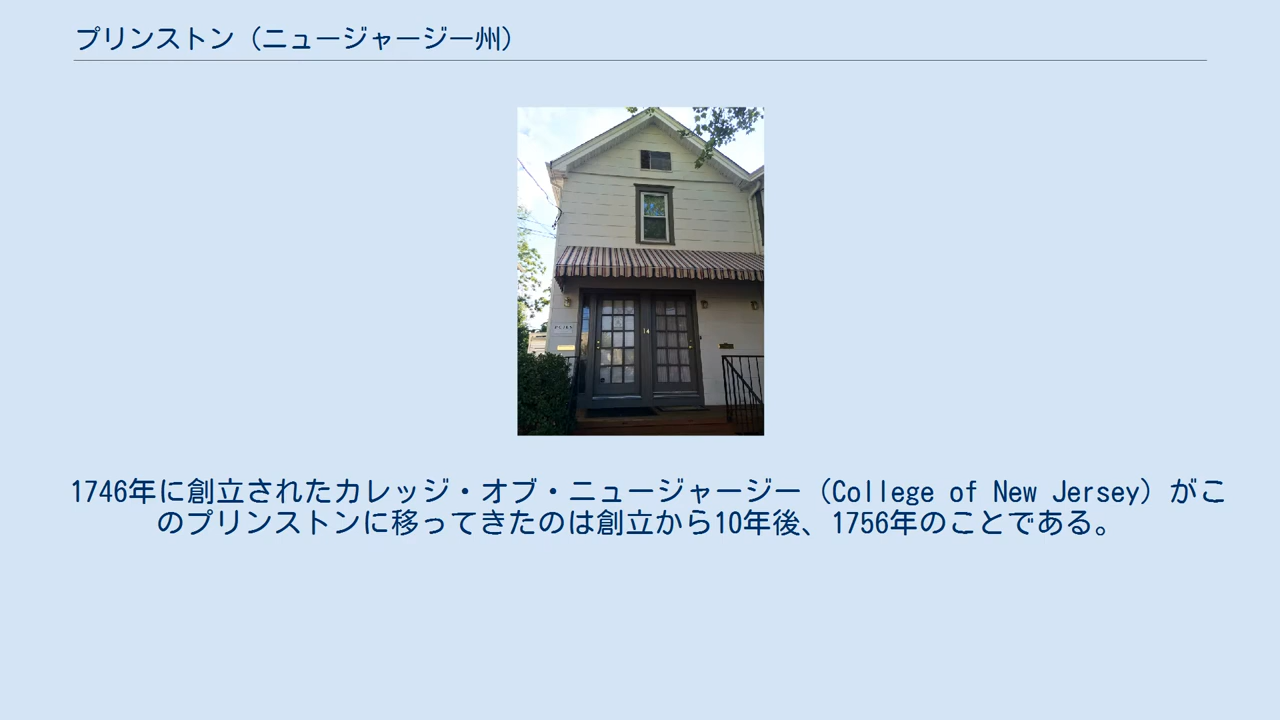 プリンストン（ニュージャージー州）
14
1746年に創立されたカレッジ・オブ・ニュージャージー（College of New Jersey）がこ
のプリンストンに移ってきたのは創立から10年後、1756年のことである。